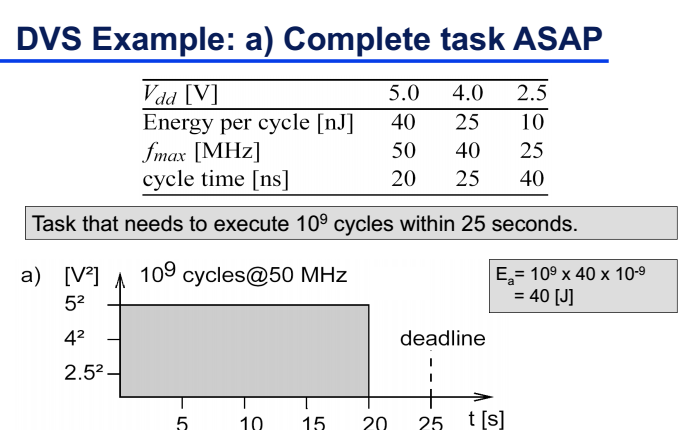 DVS Example: a) Complete task ASAP
Vdd [V] 5.0 4.0 2.5
Energy per cycle [nJ] 40 25 10
fmax [MHz] 50 40 25
cycle time [ns] 20 25 40
Task that needs to execute 10⁹ cycles within 25 seconds.
a) [V²] 10⁹ cycles@50 MHz
Eₐ= 10⁹ x 40 x 10⁻⁹
= 40 [J]
5²
4²
deadline
2.5²
5 10 15 20 25 t [s]